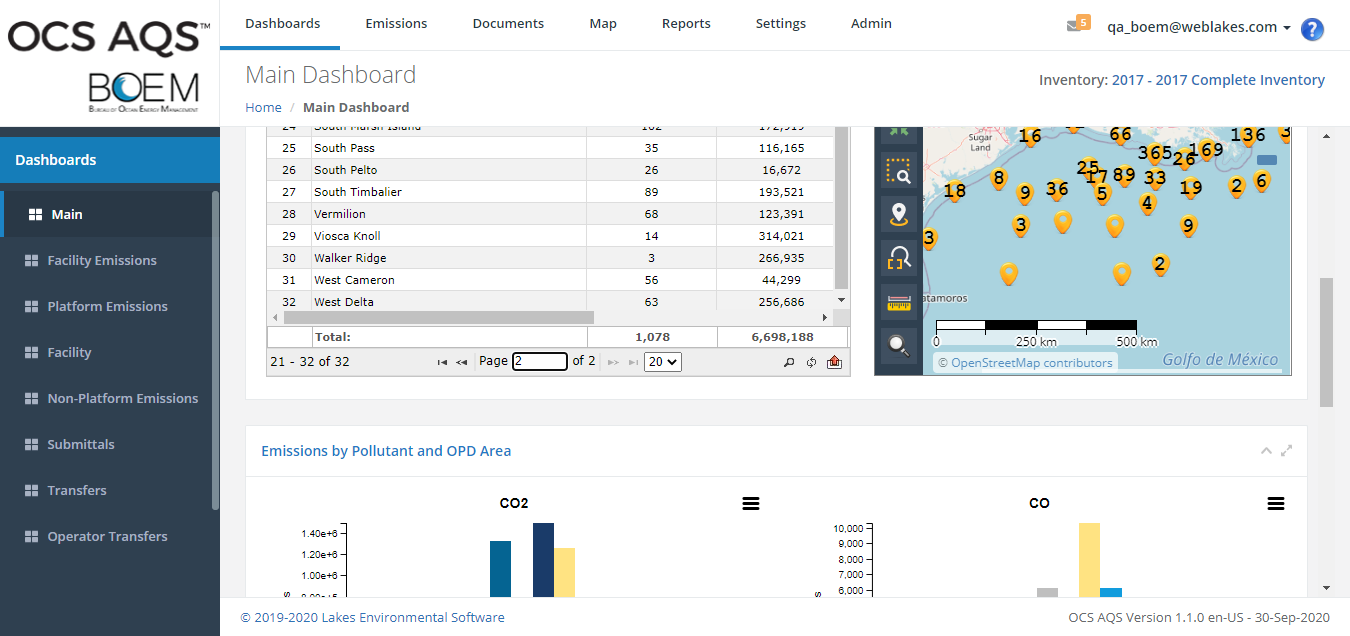 OCS AQS™
BOEM
BUREAU OF OCEAN ENERGY MANAGEMENT
Dashboards Emissions Documents Map Reports Settings Admin
5 qa_boem@weblakes.com ?
Main Dashboard
Home / Main Dashboard
Inventory: 2017 - 2017 Complete Inventory
Dashboards
Main
Facility Emissions
Platform Emissions
Facility
Non-Platform Emissions
Submittals
Transfers
Operator Transfers
24 South Marsh Island 102 172,919
25 South Pass 35 116,165
26 South Pelto 26 16,672
27 South Timbalier 89 193,521
28 Vermilion 68 123,391
29 Viosca Knoll 14 314,021
30 Walker Ridge 3 266,935
31 West Cameron 56 44,299
32 West Delta 63 256,686
Total: 1,078 6,698,188
21 - 32 of 32 Page 2 of 2 20
Sugar
Land
16 66 136 3
365 26 169
25 17 89 33
18 8 9 36 5 19 2 6
4
3 3 9
2
atamoros
0 250 km 500 km
© OpenStreetMap contributors
Golfo de México
Emissions by Pollutant and OPD Area
CO2
1.40e+6
1.20e+6
1.00e+6
CO
10,000
9,000
8,000
7,000
6,000
© 2019-2020 Lakes Environmental Software
OCS AQS Version 1.1.0 en-US - 30-Sep-2020